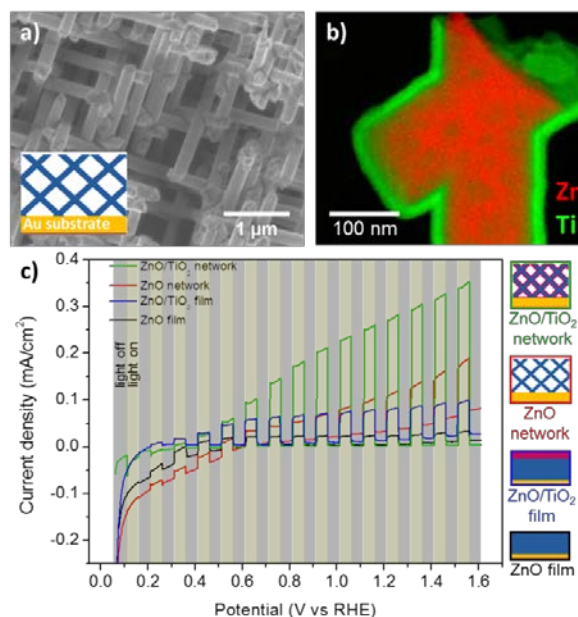 a)
Au substrate
1 µm
b)
100 nm
Zn
Ti
c)
ZnO/TiO₂ network
ZnO network
ZnO/TiO₂ film
ZnO film
light off
light on
Current density (mA/cm²)
0.4
0.3
0.2
0.1
0.0
-0.1
-0.2
0.0 0.2 0.4 0.6 0.8 1.0 1.2 1.4 1.6
Potential (V vs RHE)
ZnO/TiO₂
network
ZnO
network
ZnO/TiO₂
film
ZnO film